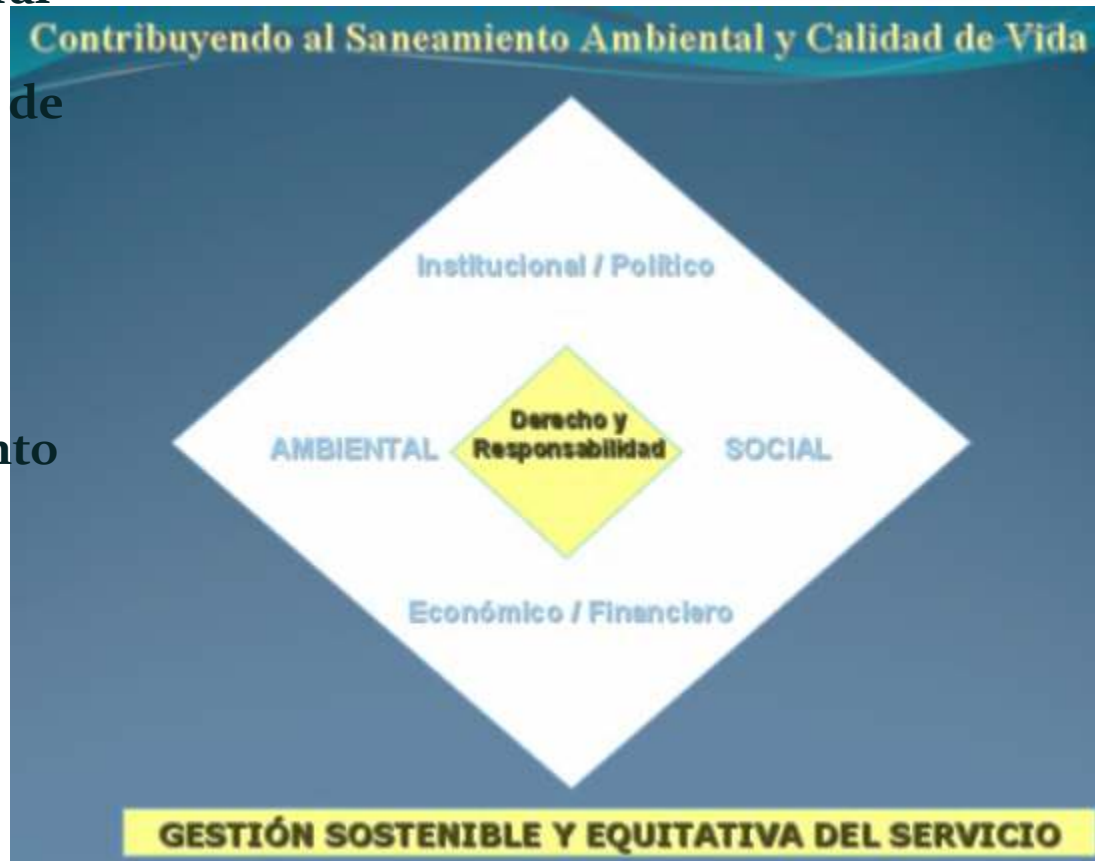 Contribuyendo al Saneamiento Ambiental y Calidad de Vida
de
Institucional / Político
Derecho y
Responsabilidad
AMBIENTAL
SOCIAL
Económico / Financiero
GESTIÓN SOSTENIBLE Y EQUITATIVA DEL SERVICIO